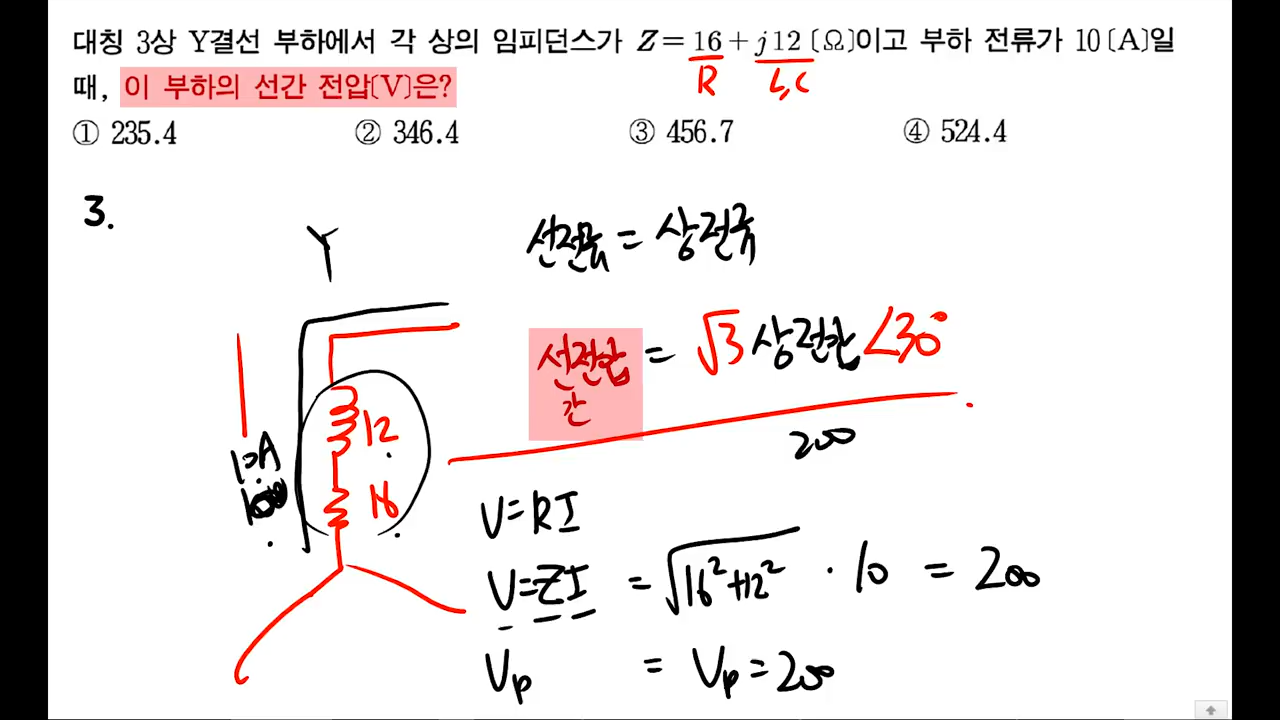 대칭 3상 Y결선 부하에서 각 상의 임피던스가 Z=16+j12〔Ω〕이고 부하 전류가 10〔A〕일
때, 이 부하의 선간 전압〔V〕은?
R L,C
① 235.4 ② 346.4 ③ 456.7 ④ 524.4
3.
Y
선전류 = 상전류
선전압 = √3 상전압 ∠30°
간
12
200
10A
16
V=RI
V=ZI = √16²+12² · 10 = 200
Vp = Vp = 200